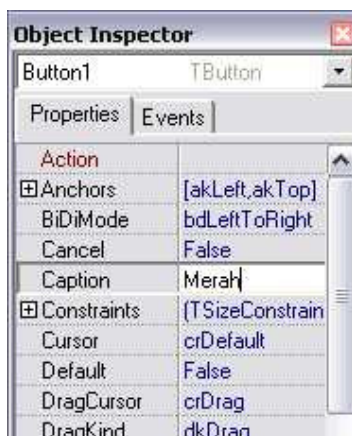 Object Inspector
Button1 TButton
Properties Events
Action
Anchors [akLeft,akTop]
BiDiMode bdLeftToRight
Cancel False
Caption Merah
Constraints (TSizeConstrain
Cursor crDefault
Default False
DragCursor crDrag
DragKind dkDrag